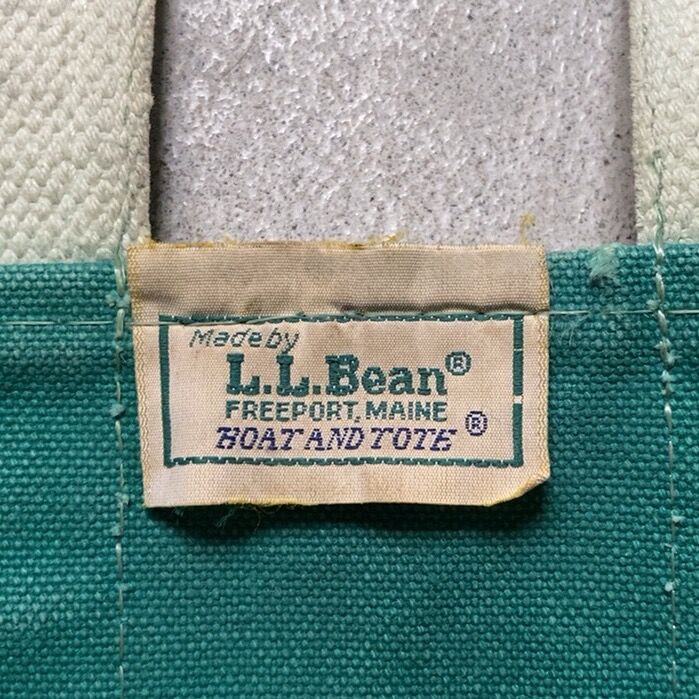 Made by
L.L.Bean®
FREEPORT, MAINE
BOAT AND TOTE ®